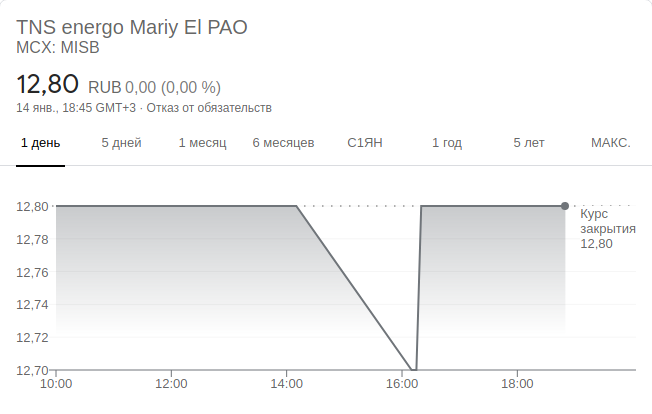 TNS energo Mariy El PAO
MCX: MISB
12,80 RUB 0,00 (0,00 %)
14 янв., 18:45 GMT+3 · Отказ от обязательств
1 день 5 дней 1 месяц 6 месяцев С1ЯН 1 год 5 лет МАКС.
12,80
12,78
12,76
12,74
12,72
12,70
Курс
закрытия
12,80
10:00 12:00 14:00 16:00 18:00